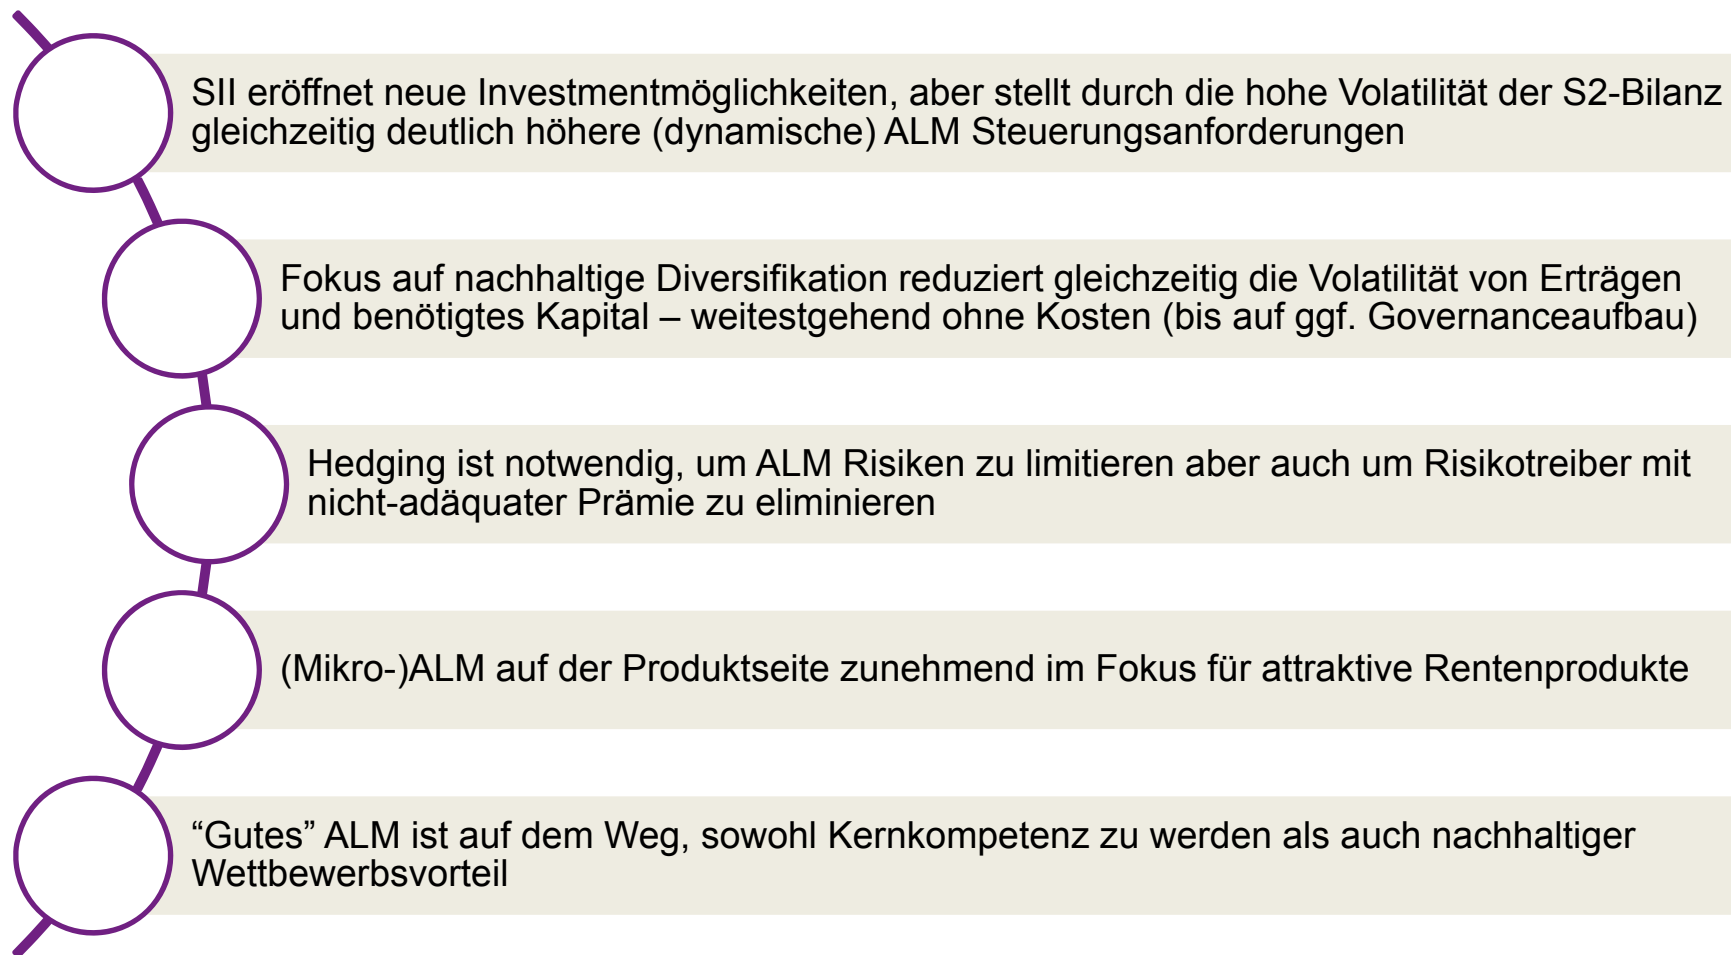 SII eröffnet neue Investmentmöglichkeiten, aber stellt durch die hohe Volatilität der S2-Bilanz
gleichzeitig deutlich höhere (dynamische) ALM Steuerungsanforderungen
Fokus auf nachhaltige Diversifikation reduziert gleichzeitig die Volatilität von Erträgen
und benötigtes Kapital – weitestgehend ohne Kosten (bis auf ggf. Governanceaufbau)
Hedging ist notwendig, um ALM Risiken zu limitieren aber auch um Risikotreiber mit
nicht-adäquater Prämie zu eliminieren
(Mikro-)ALM auf der Produktseite zunehmend im Fokus für attraktive Rentenprodukte
“Gutes” ALM ist auf dem Weg, sowohl Kernkompetenz zu werden als auch nachhaltiger
Wettbewerbsvorteil